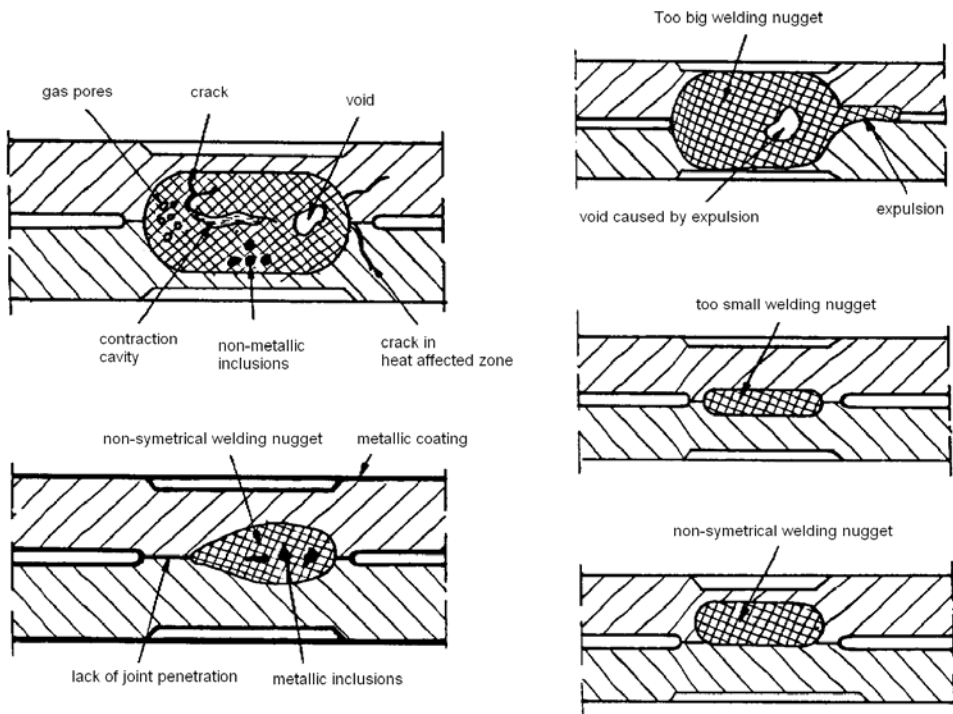 gas pores
crack
void
contraction
cavity
non-metallic
inclusions
crack in
heat affected zone
non-symetrical welding nugget
metallic coating
lack of joint penetration
metallic inclusions
Too big welding nugget
void caused by expulsion
expulsion
too small welding nugget
non-symetrical welding nugget